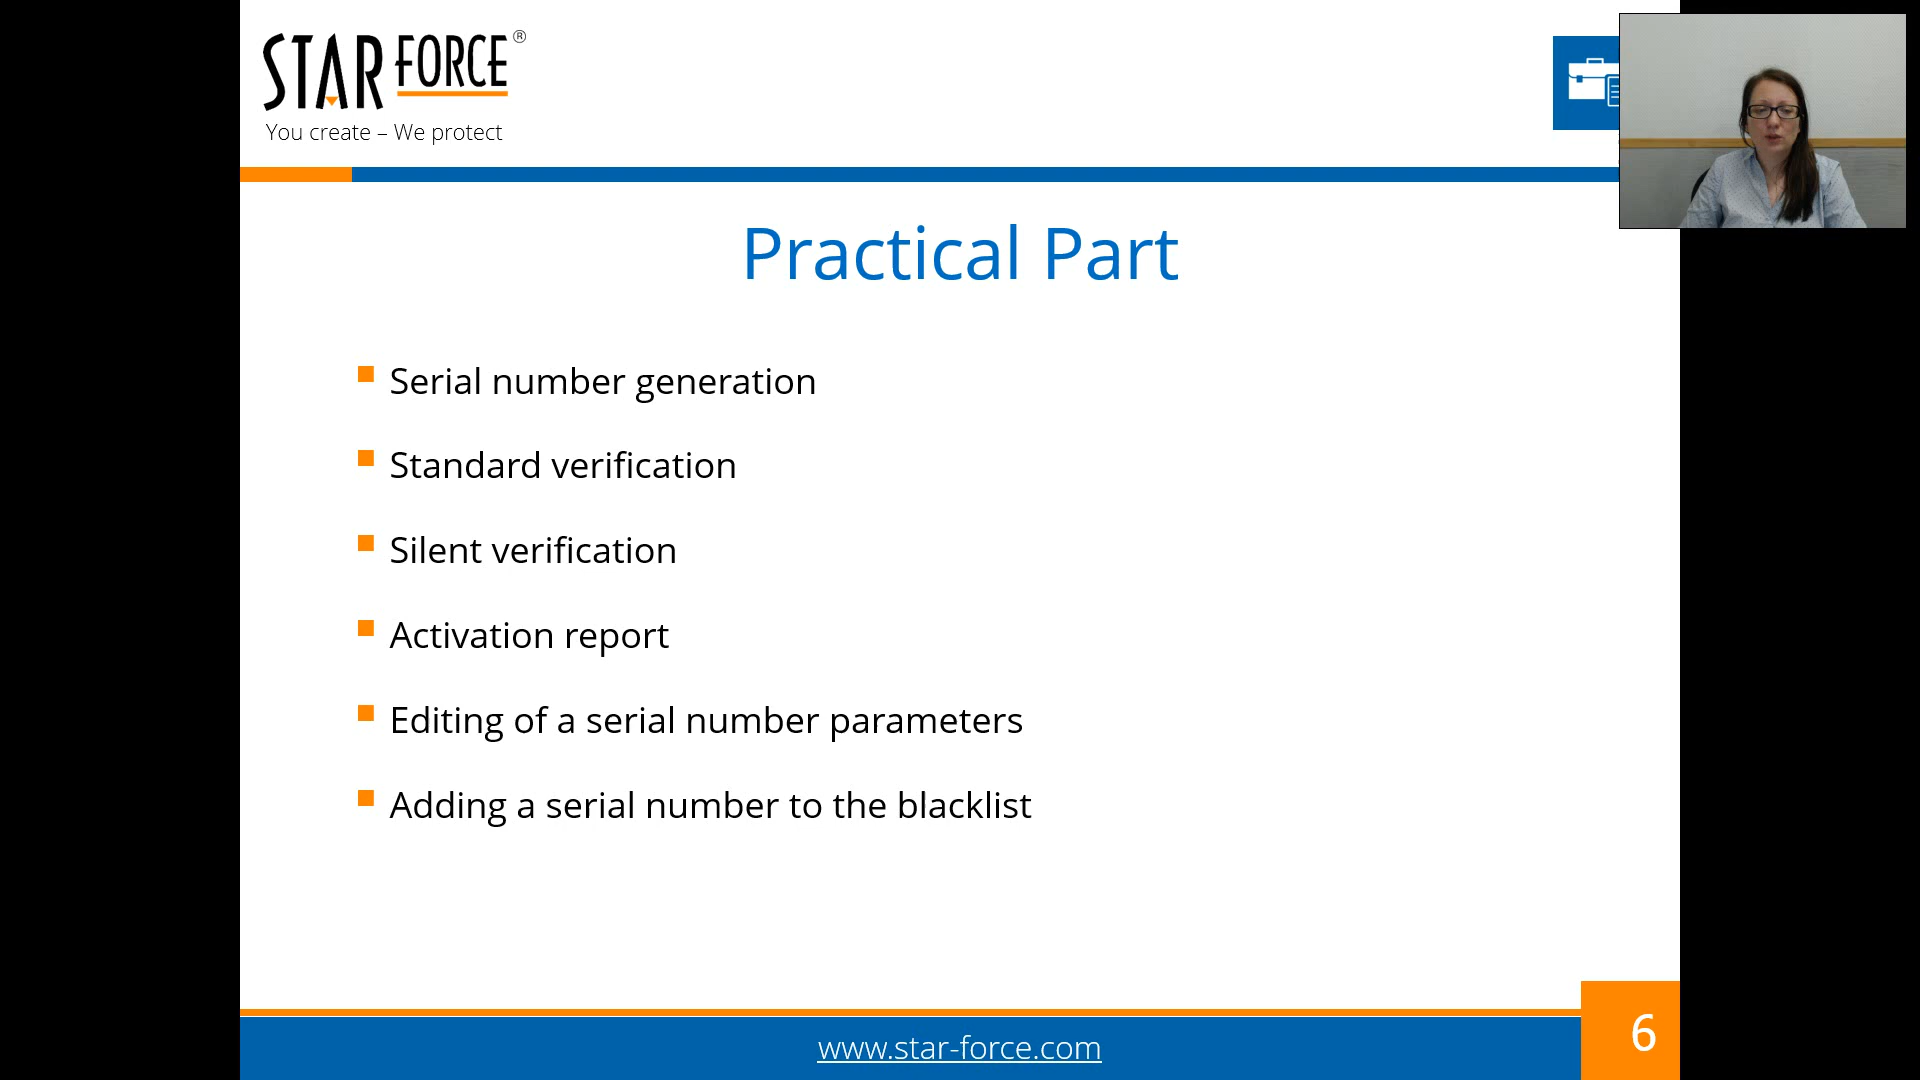 STAR FORCE®
You create – We protect
Practical Part
Serial number generation
Standard verification
Silent verification
Activation report
Editing of a serial number parameters
Adding a serial number to the blacklist
www.star-force.com
6